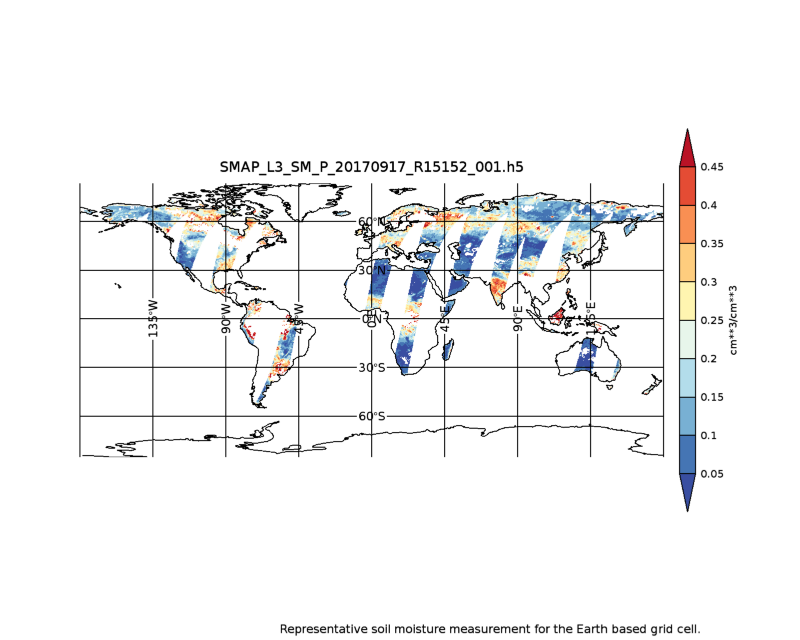 SMAP_L3_SM_P_20170917_R15152_001.h5
0.45
0.4
0.35
0.3
0.25
0.2
0.15
0.1
0.05
cm**3/cm**3
60°N
30°N
0°N
30°S
60°S
135°W
90°W
45°W
0°E
45°E
90°E
135°E
Representative soil moisture measurement for the Earth based grid cell.